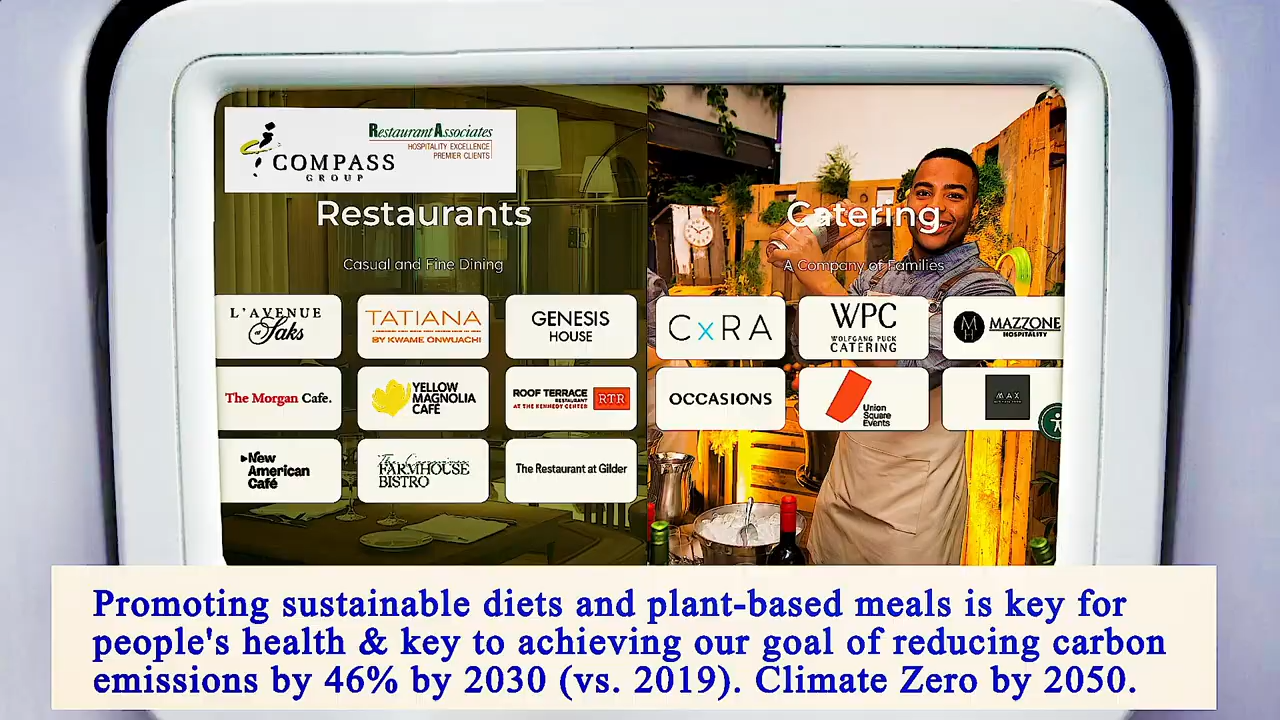 COMPASS
GROUP
Restaurant Associates
HOSPITALITY EXCELLENCE
PREMIER CLIENTS
Restaurants
Casual and Fine Dining
L'AVENUE
Saks
TATIANA
BY KWAME ONWUACHI
GENESIS
HOUSE
The Morgan Cafe.
YELLOW
MAGNOLIA
CAFÉ
ROOF TERRACE
RESTAURANT
AT THE KENNEDY CENTER
RTR
New
American
Café
FARMHOUSE
BISTRO
The Restaurant at Gilder
Catering
A Company of Families
CxRA
WPC
WOLFGANG PUCK
CATERING
MH
MAZZONE
HOSPITALITY
OCCASIONS
Union
Square
Events
MAX
Promoting sustainable diets and plant-based meals is key for
people's health & key to achieving our goal of reducing carbon
emissions by 46% by 2030 (vs. 2019). Climate Zero by 2050.